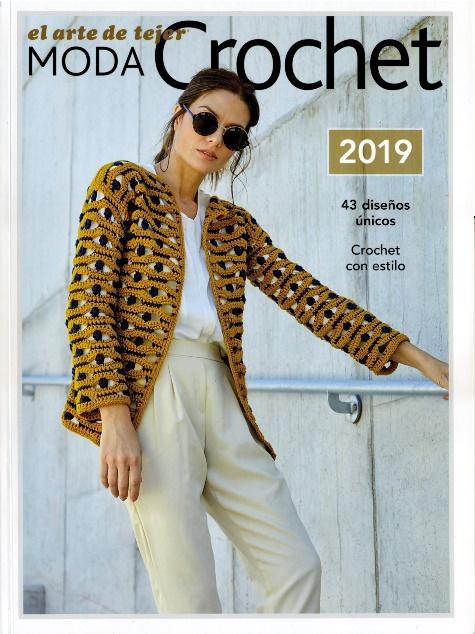 el arte de tejer
MODA Crochet
2019
43 diseños
únicos
Crochet
con estilo